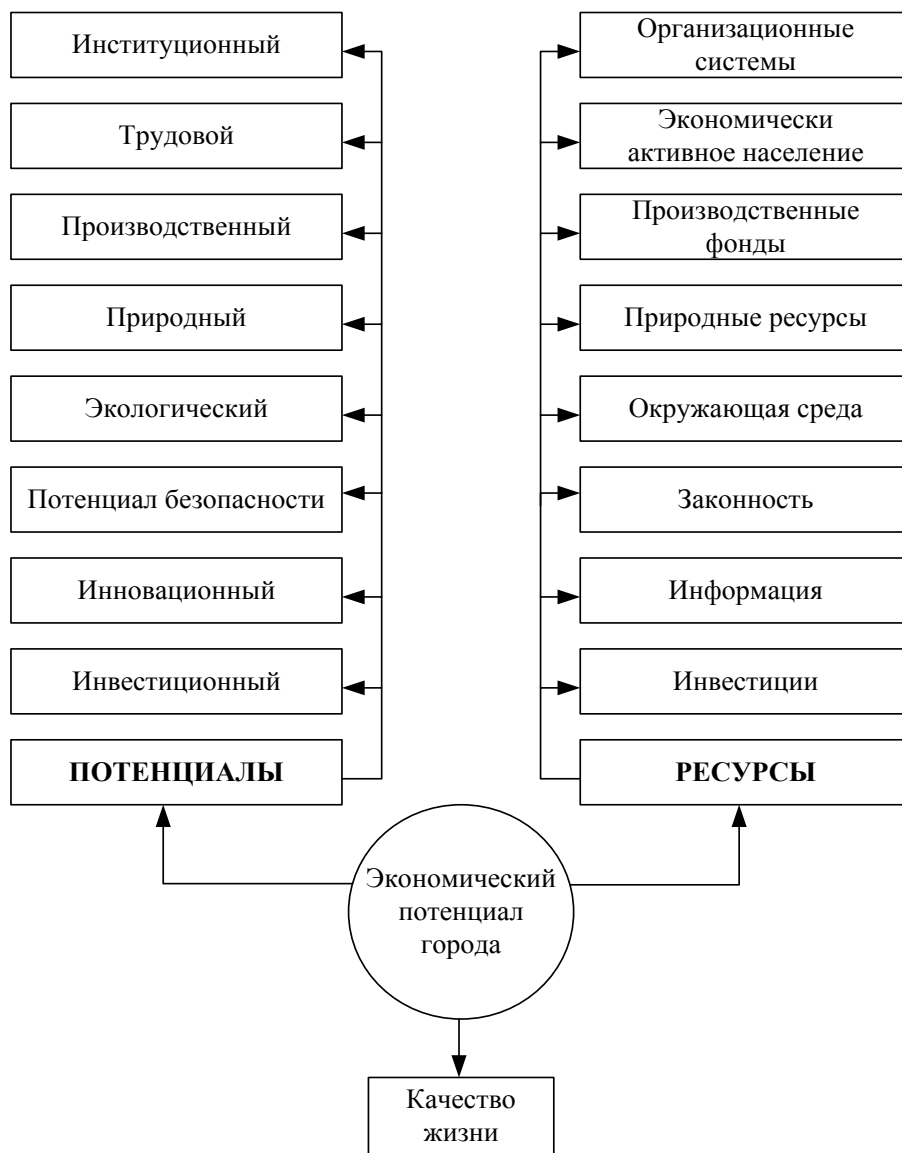 Институционный
Организационные
системы
Трудовой
Экономически
активное население
Производственный
Производственные
фонды
Природный
Природные ресурсы
Экологический
Окружающая среда
Потенциал безопасности
Законность
Инновационный
Информация
Инвестиционный
Инвестиции
ПОТЕНЦИАЛЫ
РЕСУРСЫ
Экономический
потенциал
города
Качество
жизни